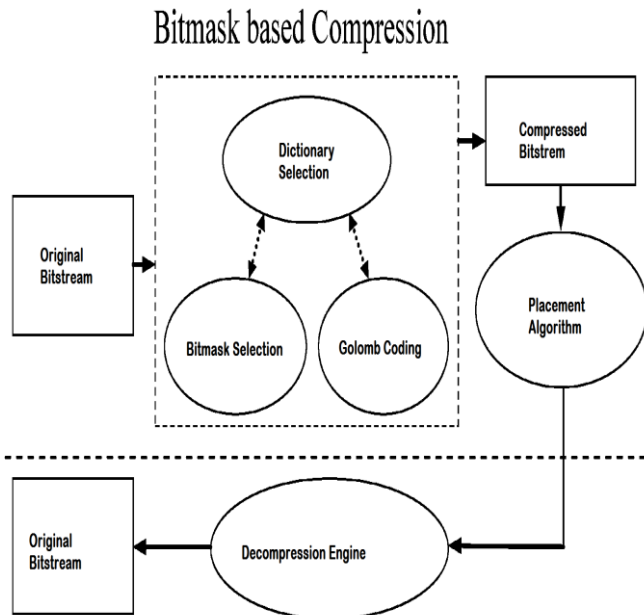 Bitmask based Compression
Dictionary
Selection
Compressed
Bitstrem
Original
Bitstream
Bitmask Selection
Golomb Coding
Placement
Algorithm
Original
Bitstream
Decompression Engine